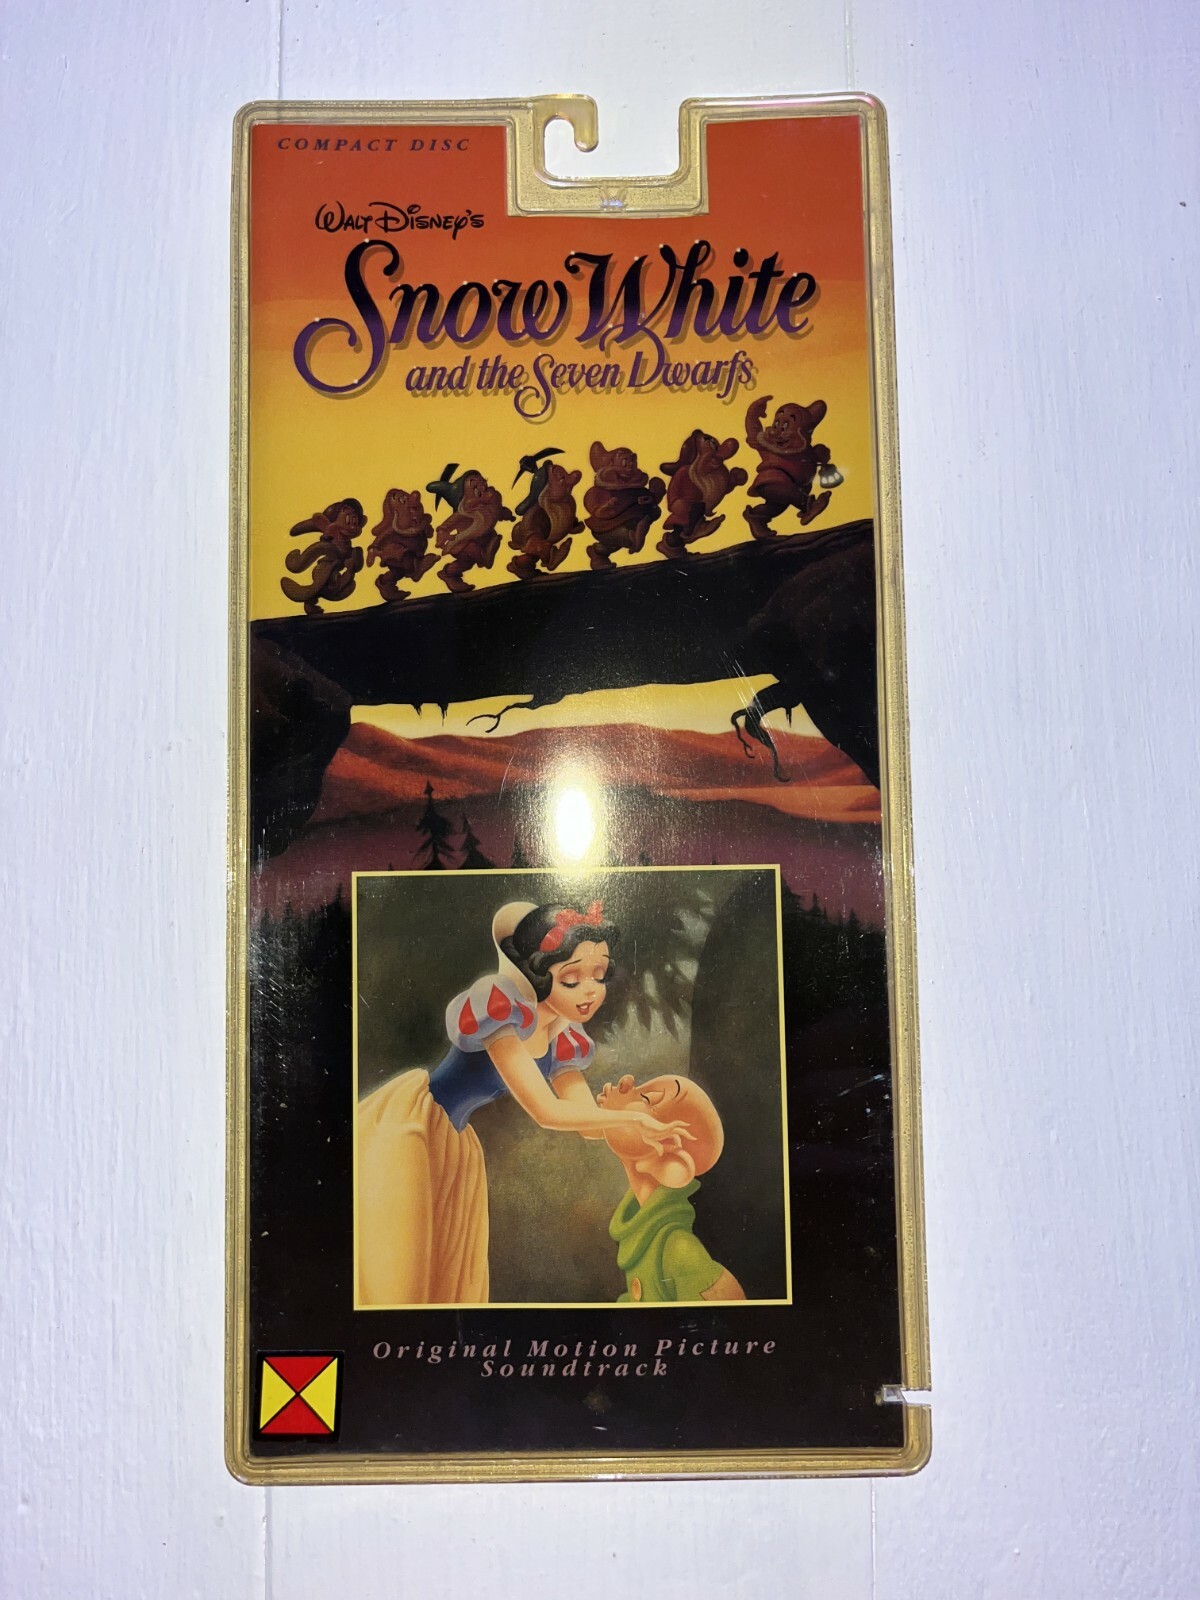 COMPACT DISC
WALT DISNEY'S
Snow White
and the Seven Dwarfs
Original Motion Picture
Soundtrack